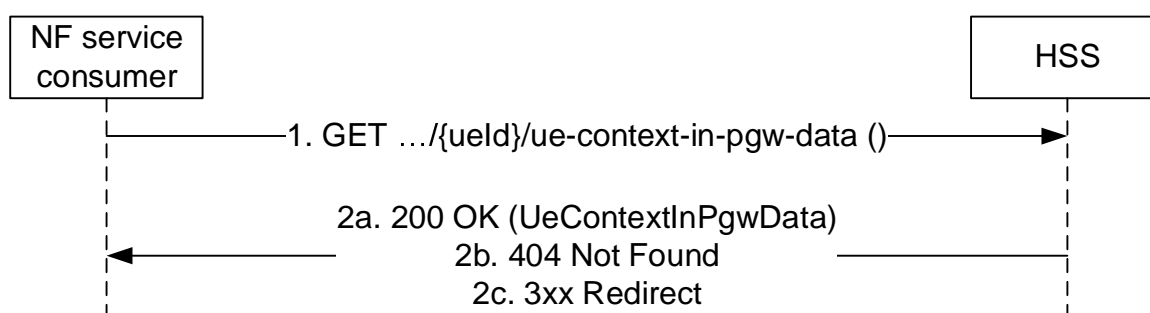 NF service
consumer
HSS
1. GET …/{ueId}/ue-context-in-pgw-data ()
2a. 200 OK (UeContextInPgwData)
2b. 404 Not Found
2c. 3xx Redirect